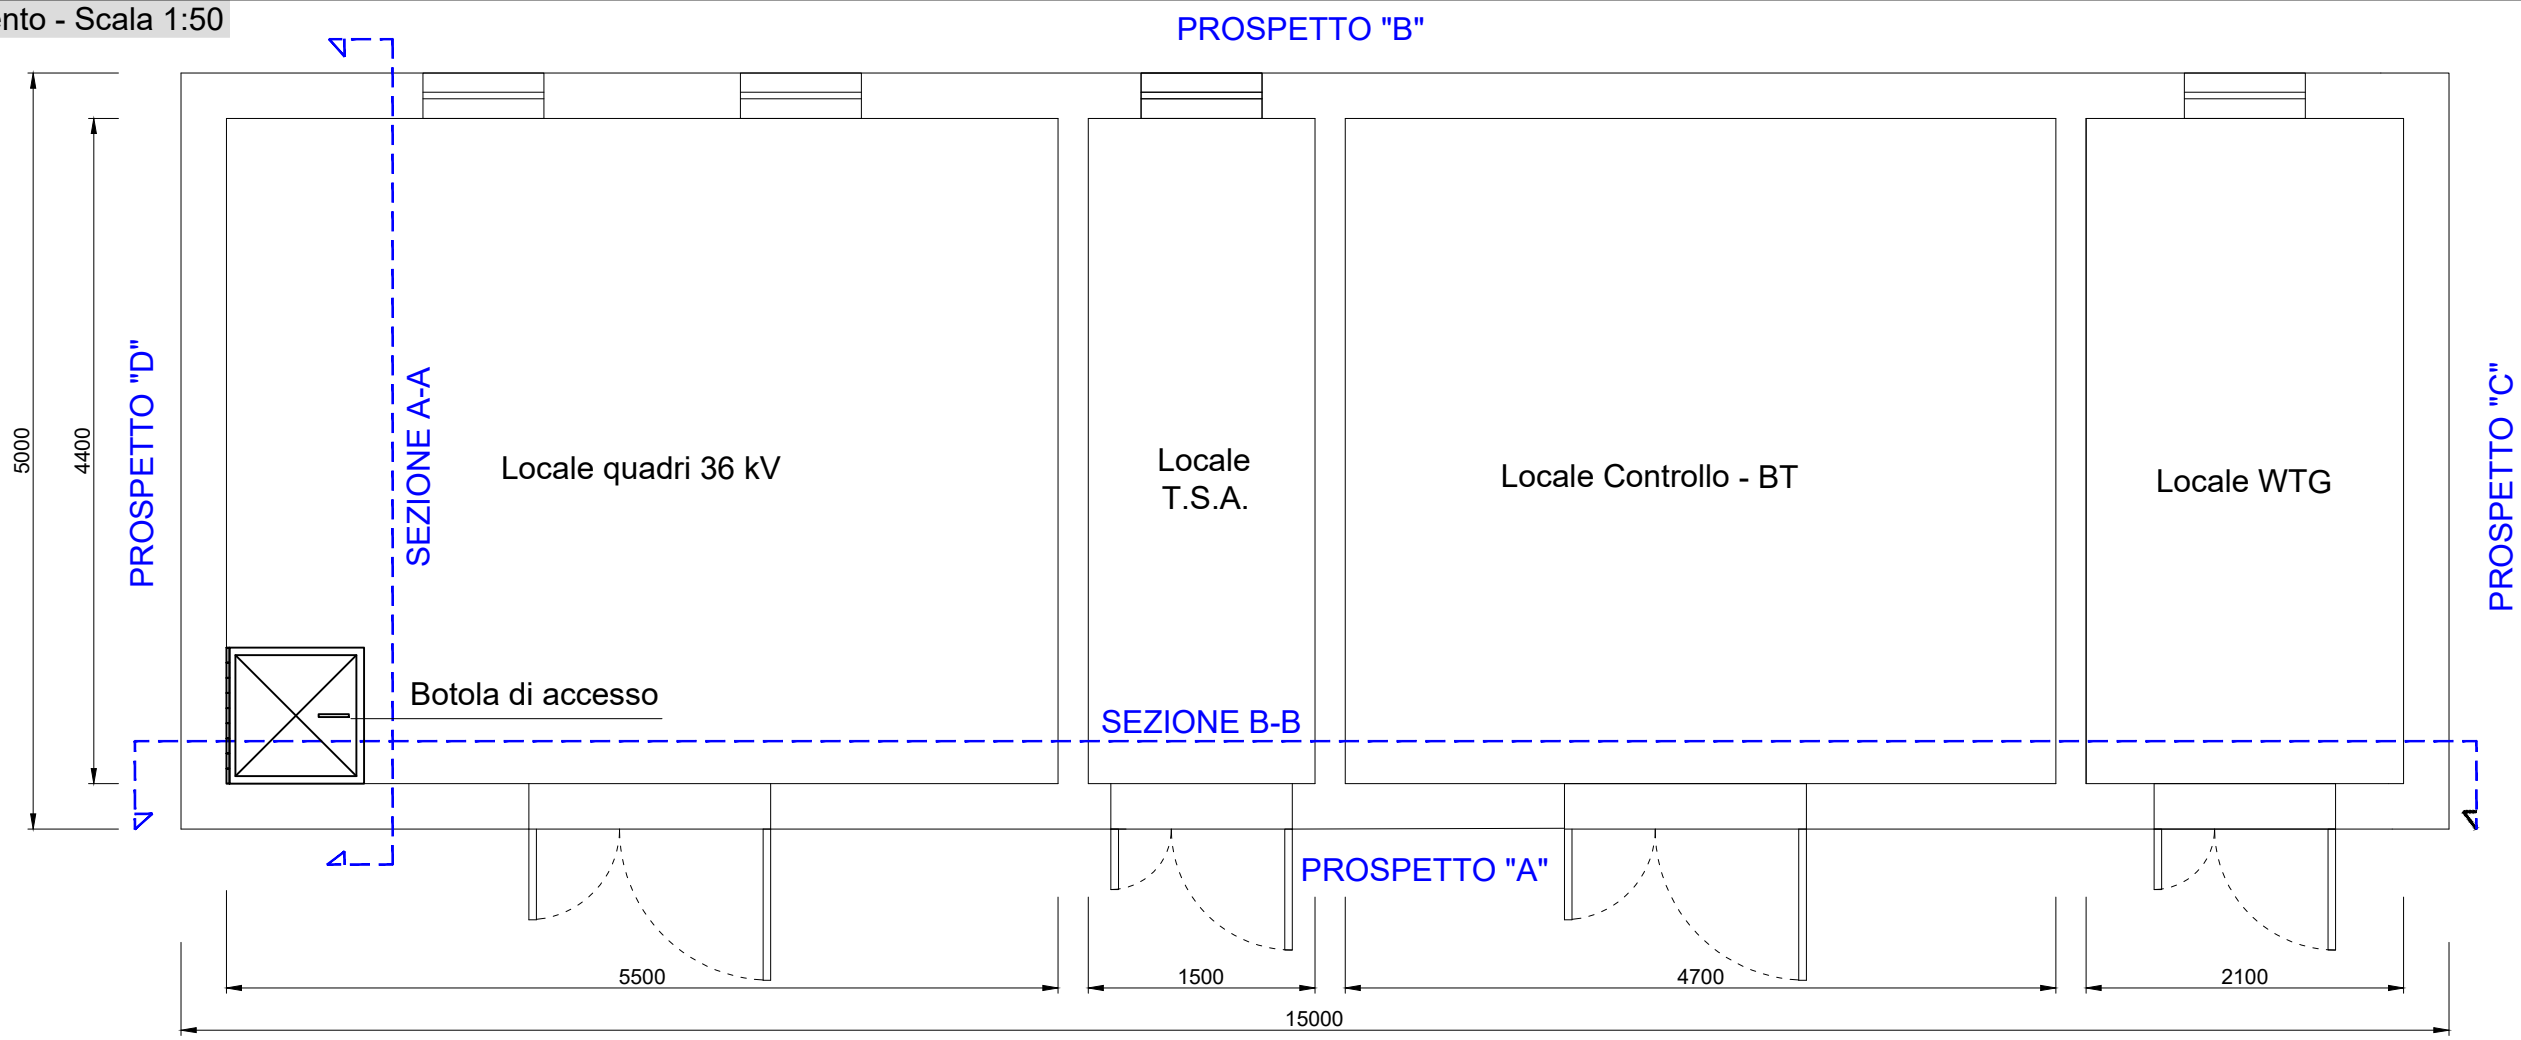 nto - Scala 1:50
PROSPETTO "B"
5000
4400
PROSPETTO "D"
SEZIONE A-A
Locale quadri 36 kV
Locale
T.S.A.
Locale Controllo - BT
Locale WTG
PROSPETTO "C"
Botola di accesso
SEZIONE B-B
PROSPETTO "A"
5500
1500
4700
2100
15000